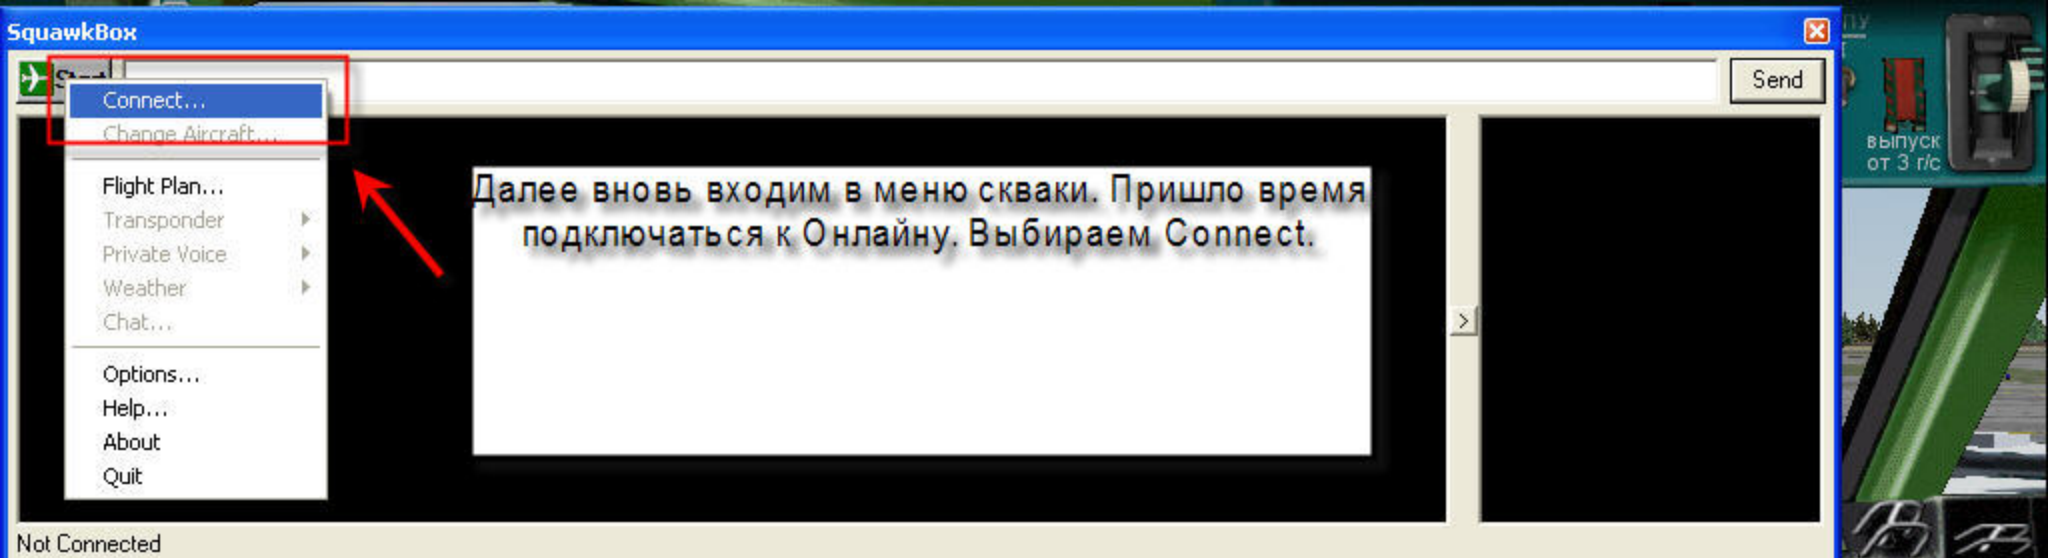 SquawkBox
Start
Send
Connect...
Change Aircraft...
Flight Plan...
Transponder
Private Voice
Weather
Chat...
Options...
Help...
About
Quit
Далее вновь входим в меню скваки. Пришло время
подключаться к Онлайну. Выбираем Connect.
>
Not Connected
выпуск
от 3 г/с